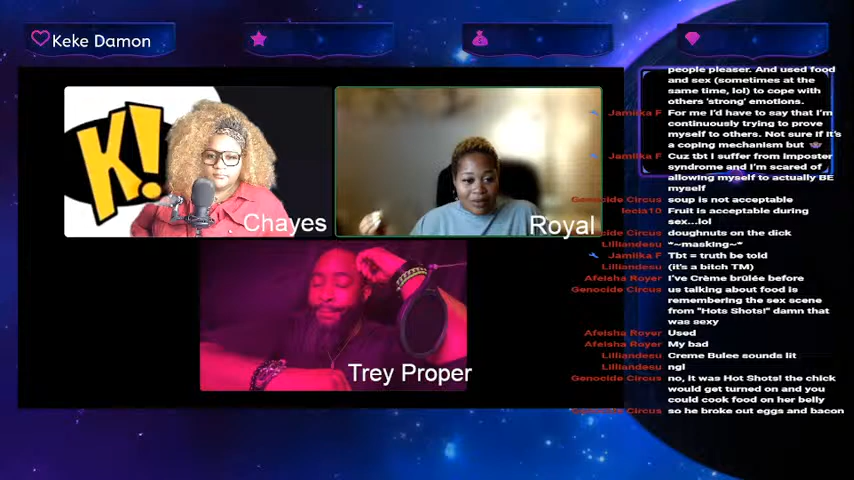 Keke Damon
K!
Chayes
Royal
Trey Proper
people pleaser. And used food
and sex (sometimes at the
same time, lol) to cope with
others 'strong' emotions.
Jamiika F For me I'd have to say that I'm
continuously trying to prove
myself to others. Not sure if it's
a coping mechanism but
Jamiika F Cuz tbt I suffer from imposter
syndrome and I'm scared of
allowing myself to actually BE
myself
Genocide Circus soup is not acceptable
lecia10 Fruit is acceptable during
sex...lol
cide Circus doughnuts on the dick
Lilliandesu *~masking~*
Jamiika F Tbt = truth be told
Lilliandesu (it's a bitch TM)
Afeisha Royer I've Crème brûlée before
Genocide Circus us talking about food is
remembering the sex scene
from "Hots Shots!" damn that
was sexy
Afeisha Royer Used
Afeisha Royer My bad
Lilliandesu Creme Bulee sounds lit
Lilliandesu ngl
Genocide Circus no, it was Hot Shots! the chick
would get turned on and you
could cook food on her belly
Genocide Circus so he broke out eggs and bacon